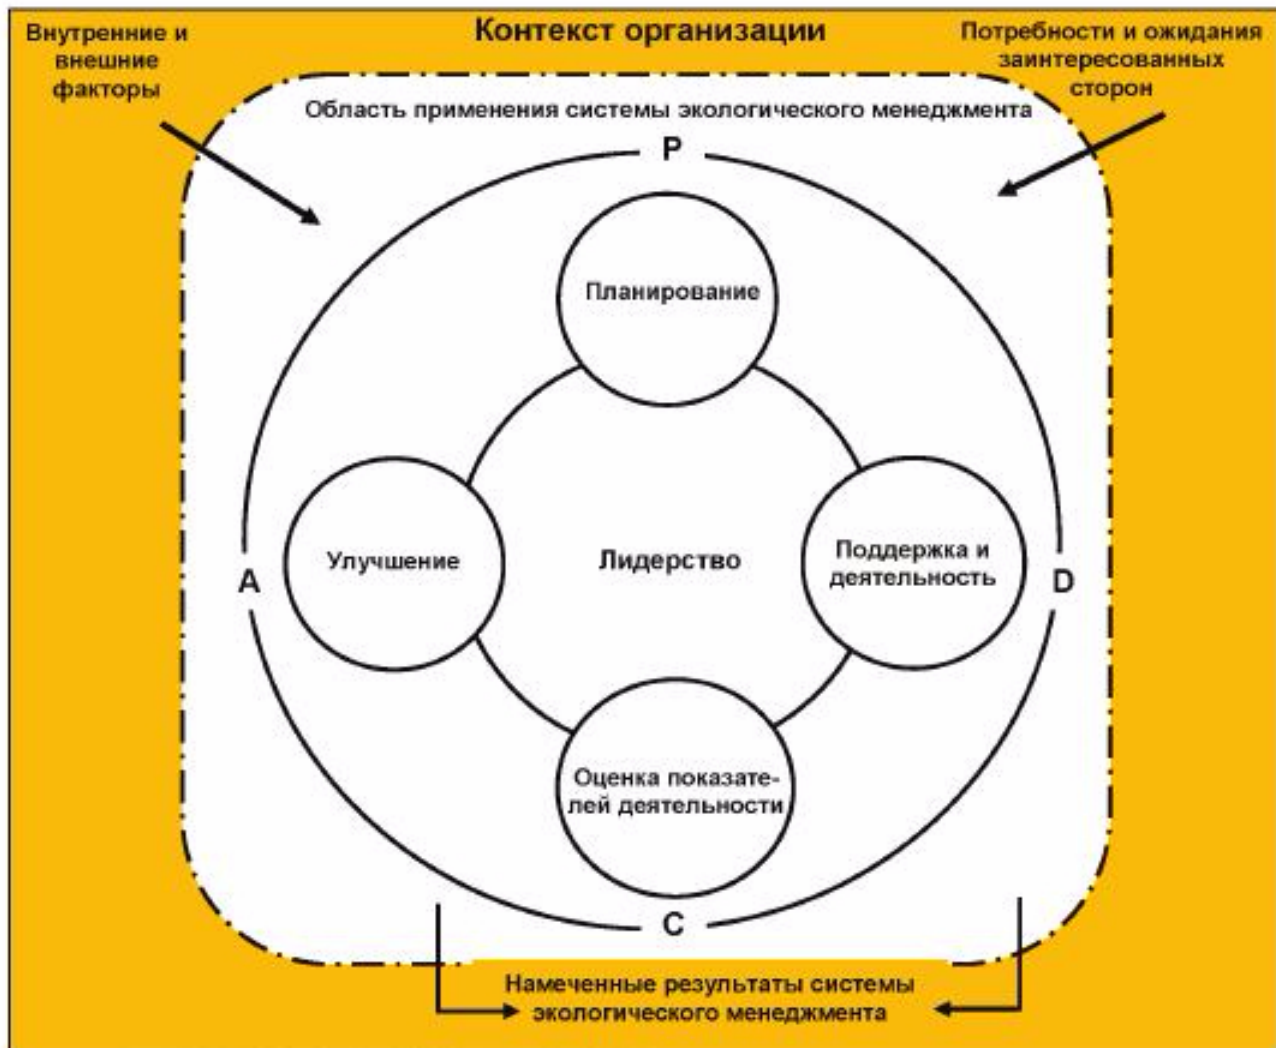 Контекст организации
Внутренние и
внешние
факторы
Потребности и ожидания
заинтересованных
сторон
Область применения системы экологического менеджмента
P
Планирование
Улучшение
Лидерство
Поддержка и
деятельность
A
D
Оценка показате-
лей деятельности
C
Намеченные результаты системы
экологического менеджмента